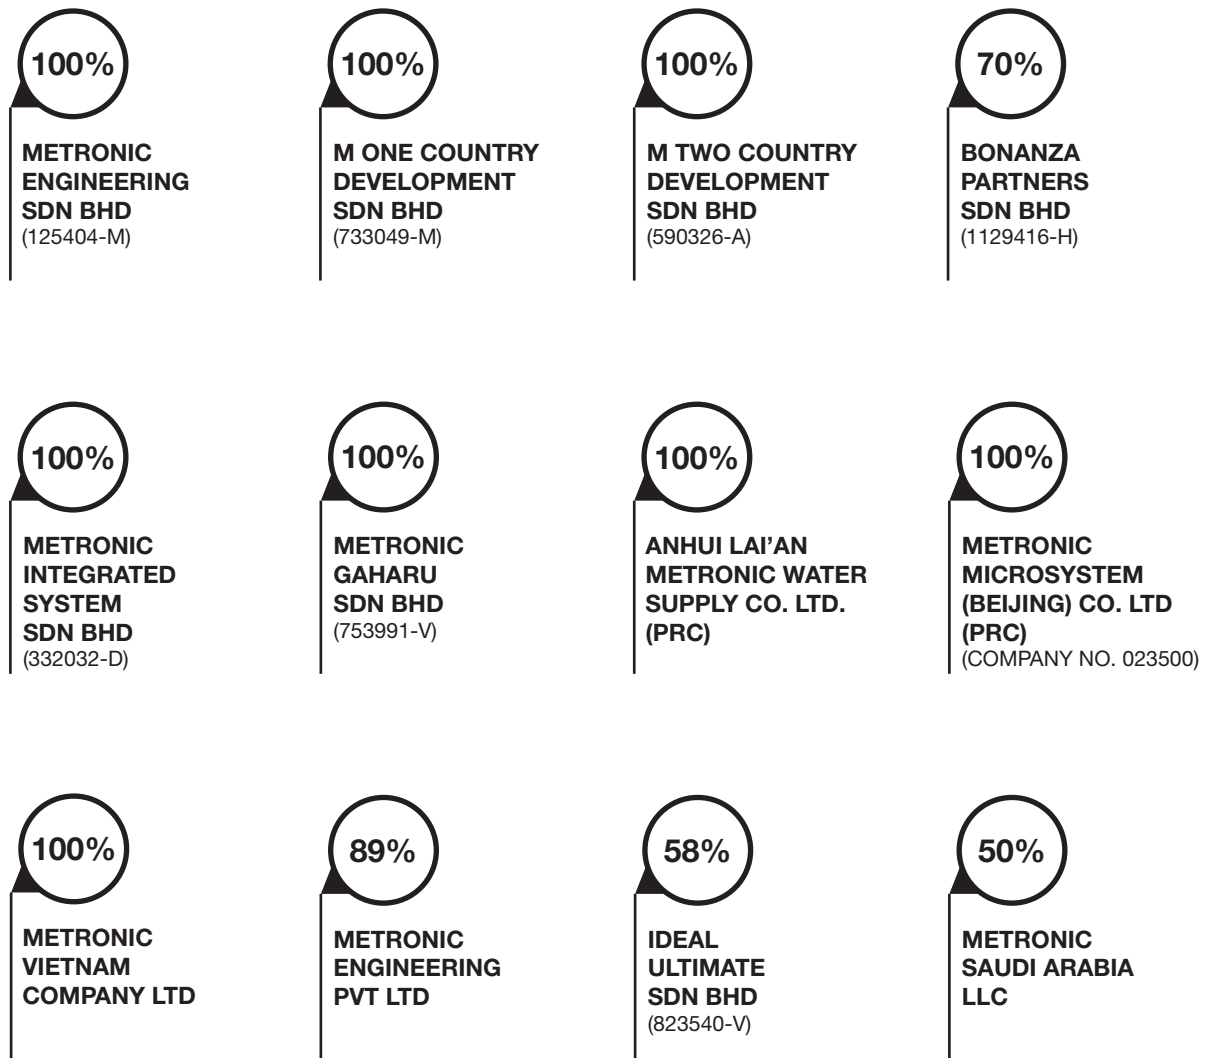 100%
METRONIC
ENGINEERING
SDN BHD
(125404-M)
100%
M ONE COUNTRY
DEVELOPMENT
SDN BHD
(733049-M)
100%
M TWO COUNTRY
DEVELOPMENT
SDN BHD
(590326-A)
70%
BONANZA
PARTNERS
SDN BHD
(1129416-H)
100%
METRONIC
INTEGRATED
SYSTEM
SDN BHD
(332032-D)
100%
METRONIC
GAHARU
SDN BHD
(753991-V)
100%
ANHUI LAI’AN
METRONIC WATER
SUPPLY CO. LTD.
(PRC)
100%
METRONIC
MICROSYSTEM
(BEIJING) CO. LTD
(PRC)
(COMPANY NO. 023500)
100%
METRONIC
VIETNAM
COMPANY LTD
89%
METRONIC
ENGINEERING
PVT LTD
58%
IDEAL
ULTIMATE
SDN BHD
(823540-V)
50%
METRONIC
SAUDI ARABIA
LLC